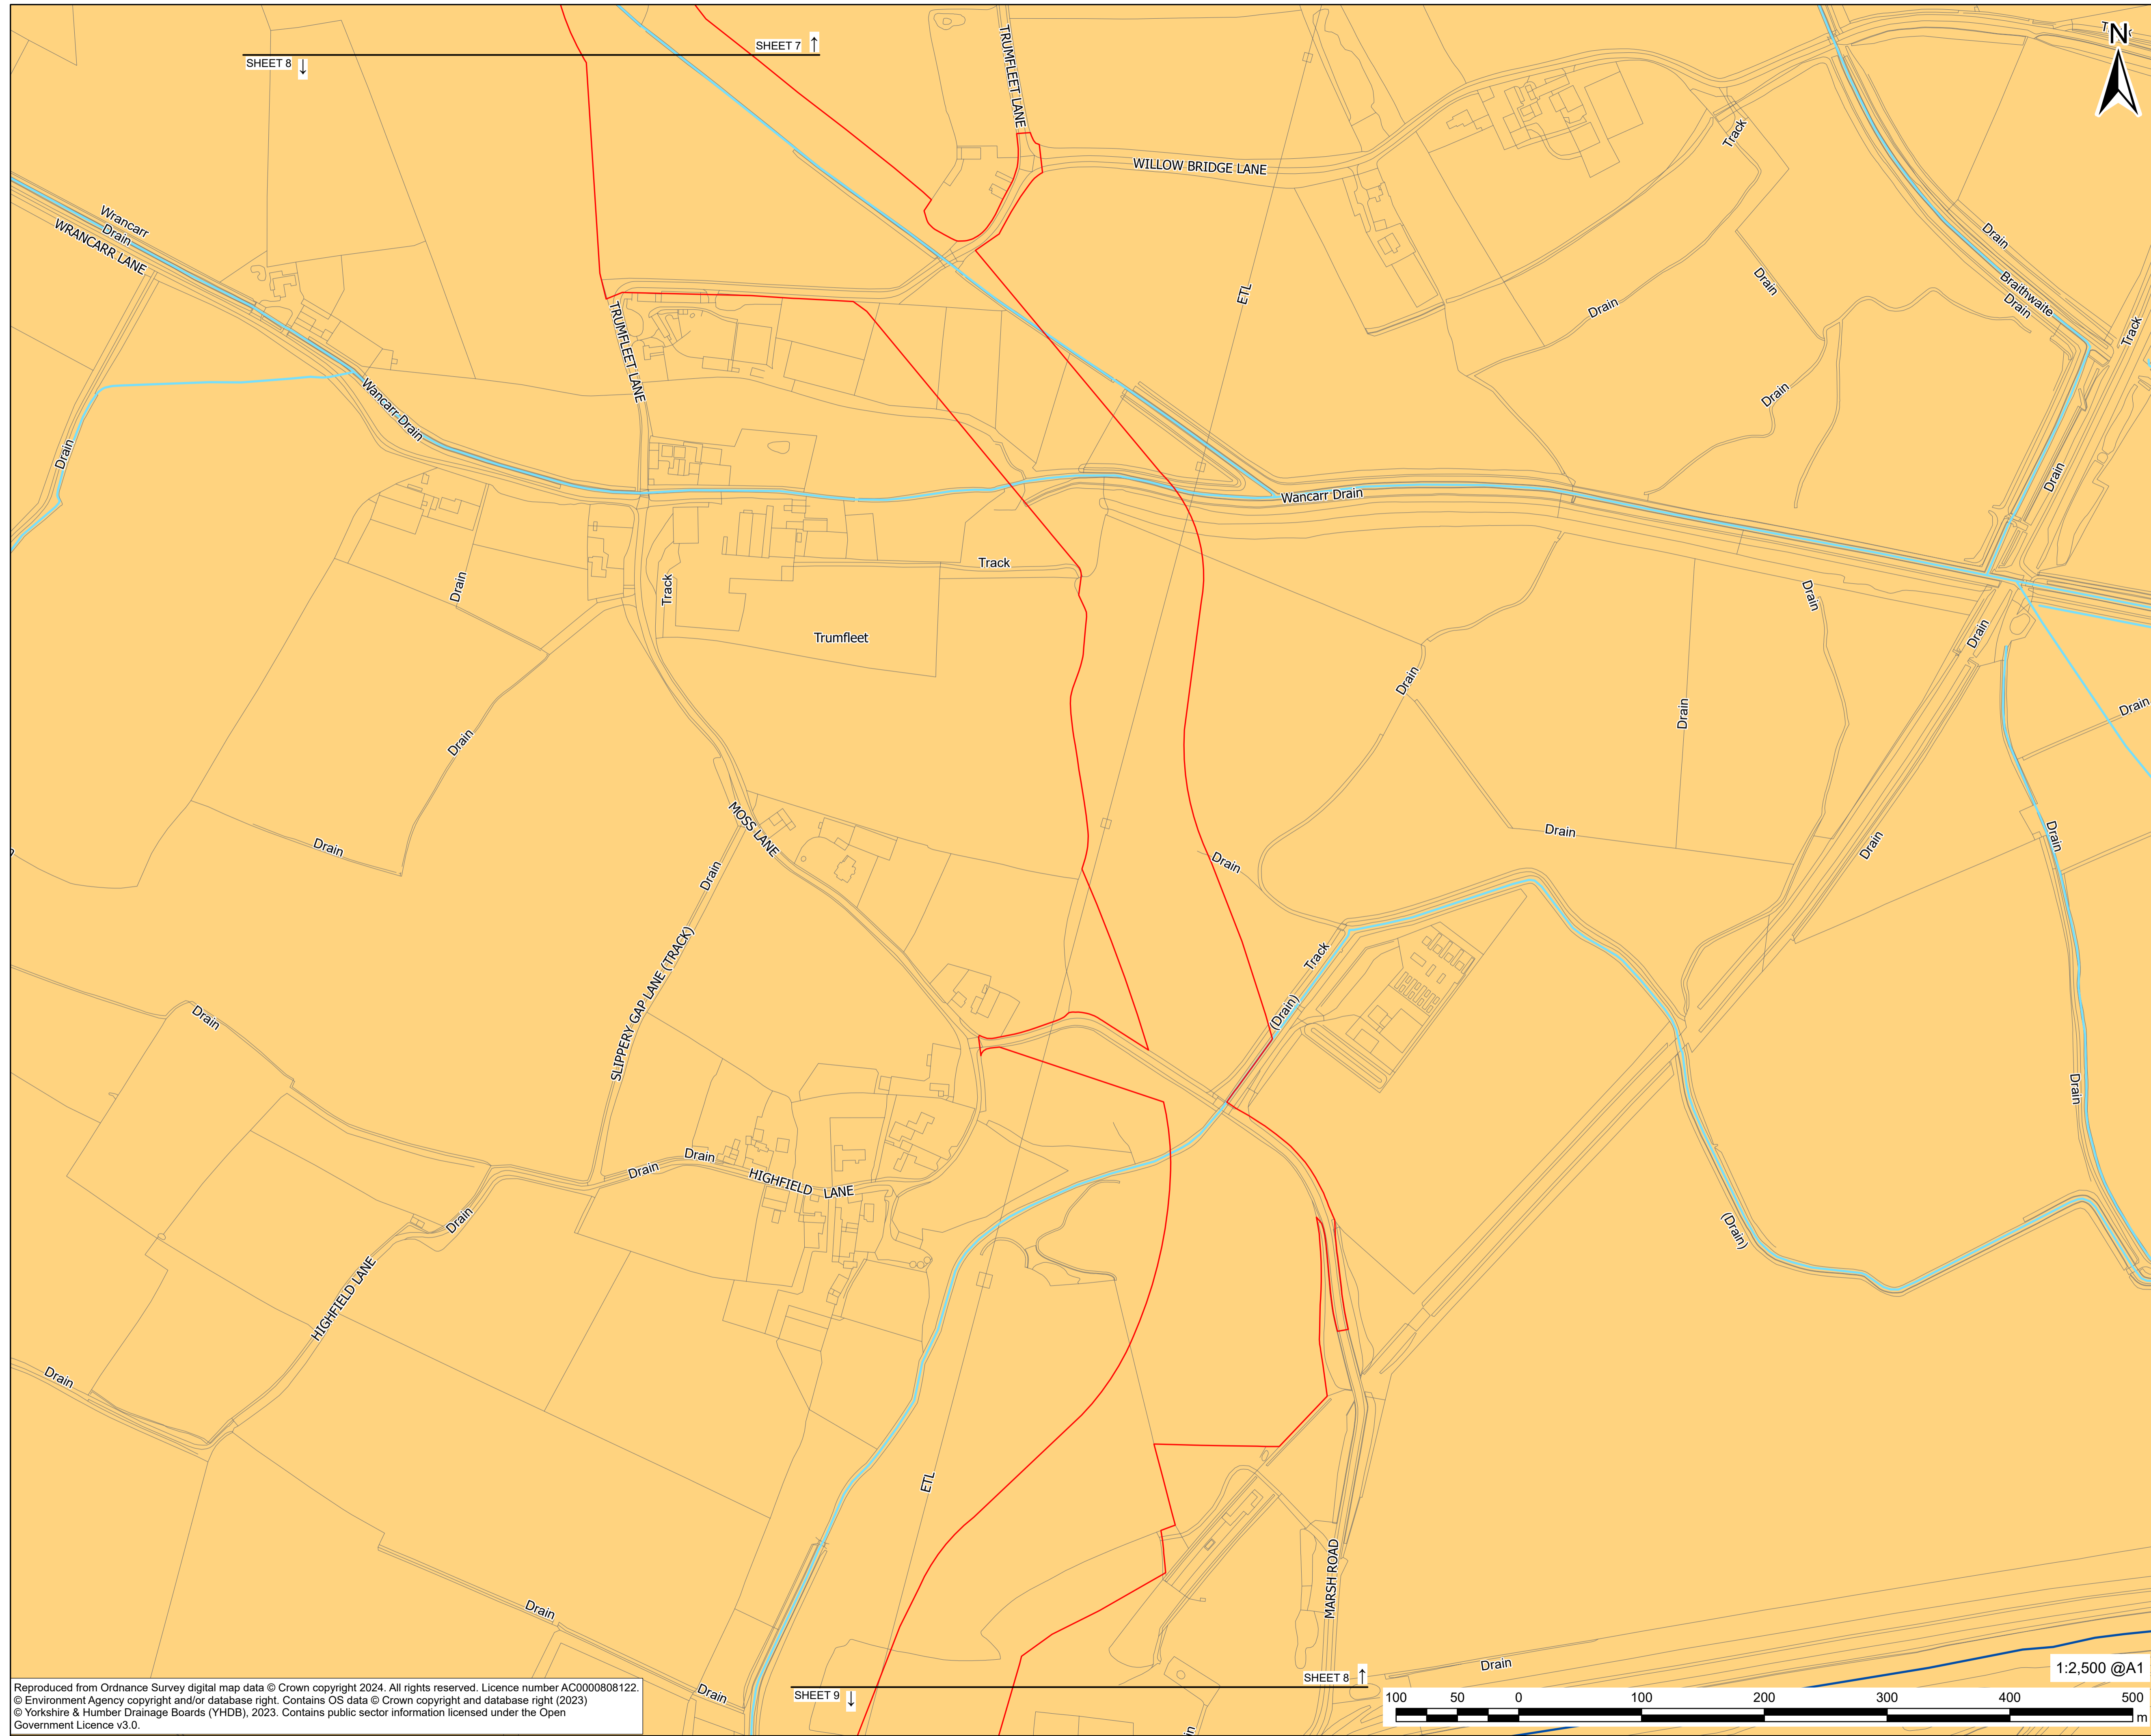 SHEET 7 ↑
SHEET 8 ↓
TRUMFLEET LANE
N
WILLOW BRIDGE LANE
Track
Wrancarr
Drain
WRANCARR LANE
Drain
Braithwaite
Drain
Track
Drain
Drain
ETL
TRUMFLEET LANE
Wancarr Drain
Drain
Drain
Drain
Wancarr Drain
Track
Track
Drain
Drain
Drain
Trumfleet
Drain
Drain
Drain
Drain
MOSS LANE
Drain
Drain
Drain
Drain
Drain
Drain
SLIPPERY GAP LANE (TRACK)
Track
(Drain)
Drain
Drain
Drain
Drain
HIGHFIELD LANE
Drain
(Drain)
HIGHFIELD LANE
Drain
ETL
MARSH ROAD
Drain
Drain
Drain
SHEET 8 ↑
SHEET 9 ↓
1:2,500 @A1
100 50 0 100 200 300 400 500
m
Reproduced from Ordnance Survey digital map data © Crown copyright 2024. All rights reserved. Licence number AC0000808122.
© Environment Agency copyright and/or database right. Contains OS data © Crown copyright and database right (2023)
© Yorkshire & Humber Drainage Boards (YHDB), 2023. Contains public sector information licensed under the Open
Government Licence v3.0.